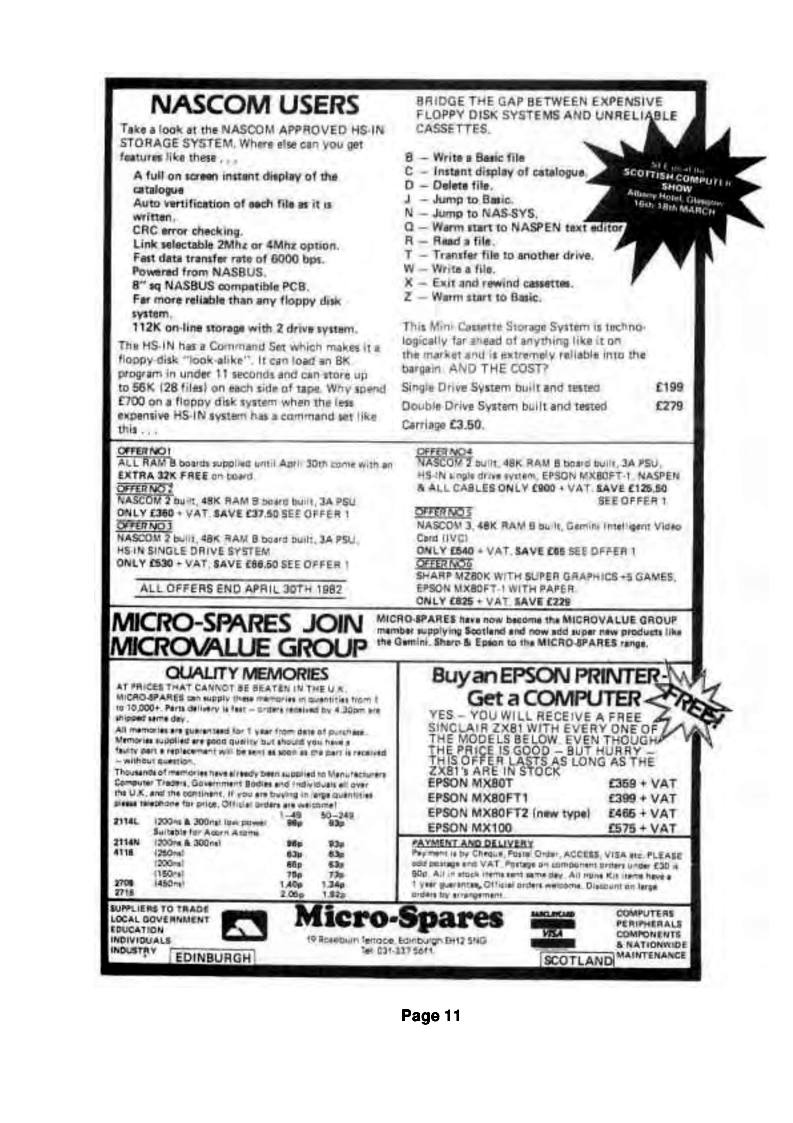 NASCOM USERS
Take a look at the NASCOM APPROVED HS-IN
STORAGE SYSTEM. Where else can you get
features like these . . .
A full on screen instant display of the
catalogue
Auto vertification of each file as it is
written.
CRC error checking.
Link selectable 2Mhz or 4Mhz option.
Fast data transfer rate of 6000 bps.
Powered from NASBUS.
8" sq NASBUS compatible PCB.
Far more reliable than any floppy disk
system.
112K on-line storage with 2 drive system.
The HS-IN has a Command Set which makes it a
floppy-disk "look-alike". It can load an 8K
program in under 11 seconds and can store up
to 56K (28 files) on each side of tape. Why spend
£700 on a floppy disk system when the less
expensive HS-IN system has a command set like
this . . .
BRIDGE THE GAP BETWEEN EXPENSIVE
FLOPPY DISK SYSTEMS AND UNRELIABLE
CASSETTES.
B – Write a Basic file
C – Instant display of catalogue.
D – Delete file.
J – Jump to Basic.
N – Jump to NAS-SYS.
Q – Warm start to NASPEN text editor
R – Read a file.
T – Transfer file to another drive.
W – Write a file.
X – Exit and rewind cassettes.
Z – Warm start to Basic.
SCOTTISH COMPUTER
SHOW
Albany Hotel, Glasgow
16th 18th MARCH
This Mini Cassette Storage System is techno-
logically far ahead of anything like it on
the market and is extremely reliable into the
bargain. AND THE COST?
Single Drive System built and tested £199
Double Drive System built and tested £279
Carriage £3.50.
OFFER NO 1
ALL RAM B boards supplied until April 30th come with an
EXTRA 32K FREE on board.
OFFER NO 2
NASCOM 2 built, 48K RAM B board built, 3A PSU
ONLY £360 + VAT. SAVE £37.50 SEE OFFER 1
OFFER NO 3
NASCOM 2 built, 48K RAM B board built, 3A PSU,
HS-IN SINGLE DRIVE SYSTEM
ONLY £530 + VAT, SAVE £66.50 SEE OFFER 1
ALL OFFERS END APRIL 30TH 1982
OFFER NO 4
NASCOM 2 built, 48K RAM B board built, 3A PSU,
HS-IN single drive system, EPSON MX80FT-1, NASPEN
& ALL CABLES ONLY £900 + VAT. SAVE £125.50
SEE OFFER 1
OFFER NO 5
NASCOM 3, 48K RAM B built, Gemini Intelligent Video
Card (IVC)
ONLY £540 + VAT. SAVE £65 SEE OFFER 1
OFFER NO 6
SHARP MZ80K WITH SUPER GRAPHICS +5 GAMES,
EPSON MX80FT-1 WITH PAPER.
ONLY £825 + VAT. SAVE £229
MICRO-SPARES JOIN
MICROVALUE GROUP
MICRO-SPARES have now become the MICROVALUE GROUP
member supplying Scotland and now add super new products like
the Gemini, Sharp & Epson to the MICRO-SPARES range.
QUALITY MEMORIES
AT PRICES THAT CANNOT BE BEATEN IN THE U.K.
MICRO-SPARES can supply these memories in quantities from 1
to 10,000+. Parts delivery is fast – orders received by 4.30pm are
shipped same day.
All memories are guaranteed for 1 year from date of purchase.
Memories supplied are good quality but should you have a
faulty part a replacement will be sent as soon as the part is received
– without question.
Thousands of memories have already been supplied to Manufacturers
Computer Traders, Government Bodies and Individuals all over
the U.K. and the continent. If you are buying in large quantities
please telephone for price. Official orders are welcome!
1–49 50–249
2114L (200ns & 300ns) low power 93p
Suitable for Acorn Atoms
2114N (200ns & 300ns) 93p
4116 (250ns) 63p
(200ns)
(150ns) 73p
2708 (450ns) 1.40p 1.34p
2716 1.92p
Buy an EPSON PRINTER-
Get a COMPUTER
FREE!
YES – YOU WILL RECEIVE A FREE
SINCLAIR ZX81 WITH EVERY ONE OF
THE MODELS BELOW. EVEN THOUGH
THE PRICE IS GOOD – BUT HURRY –
THIS OFFER LASTS AS LONG AS THE
ZX81's ARE IN STOCK
EPSON MX80T £359 + VAT
EPSON MX80FT1 £399 + VAT
EPSON MX80FT2 (new type) £465 + VAT
EPSON MX100 £575 + VAT
PAYMENT AND DELIVERY
Payment is by Cheque, Postal Order, ACCESS, VISA etc. PLEASE
add postage and VAT. Postage on component orders under £30 is
50p. All in stock items sent same day. All none Kit items have a
1 year guarantee. Official orders welcome. Discount on large
orders by arrangement.
SUPPLIERS TO TRADE
LOCAL GOVERNMENT
EDUCATION
INDIVIDUALS
INDUSTRY
EDINBURGH
Micro-Spares
19 Roseburn Terrace, Edinburgh EH12 5NG
Tel: 031-337 5611
BARCLAYCARD
VISA
SCOTLAND
COMPUTERS
PERIPHERALS
COMPONENTS
& NATIONWIDE
MAINTENANCE
Page 11